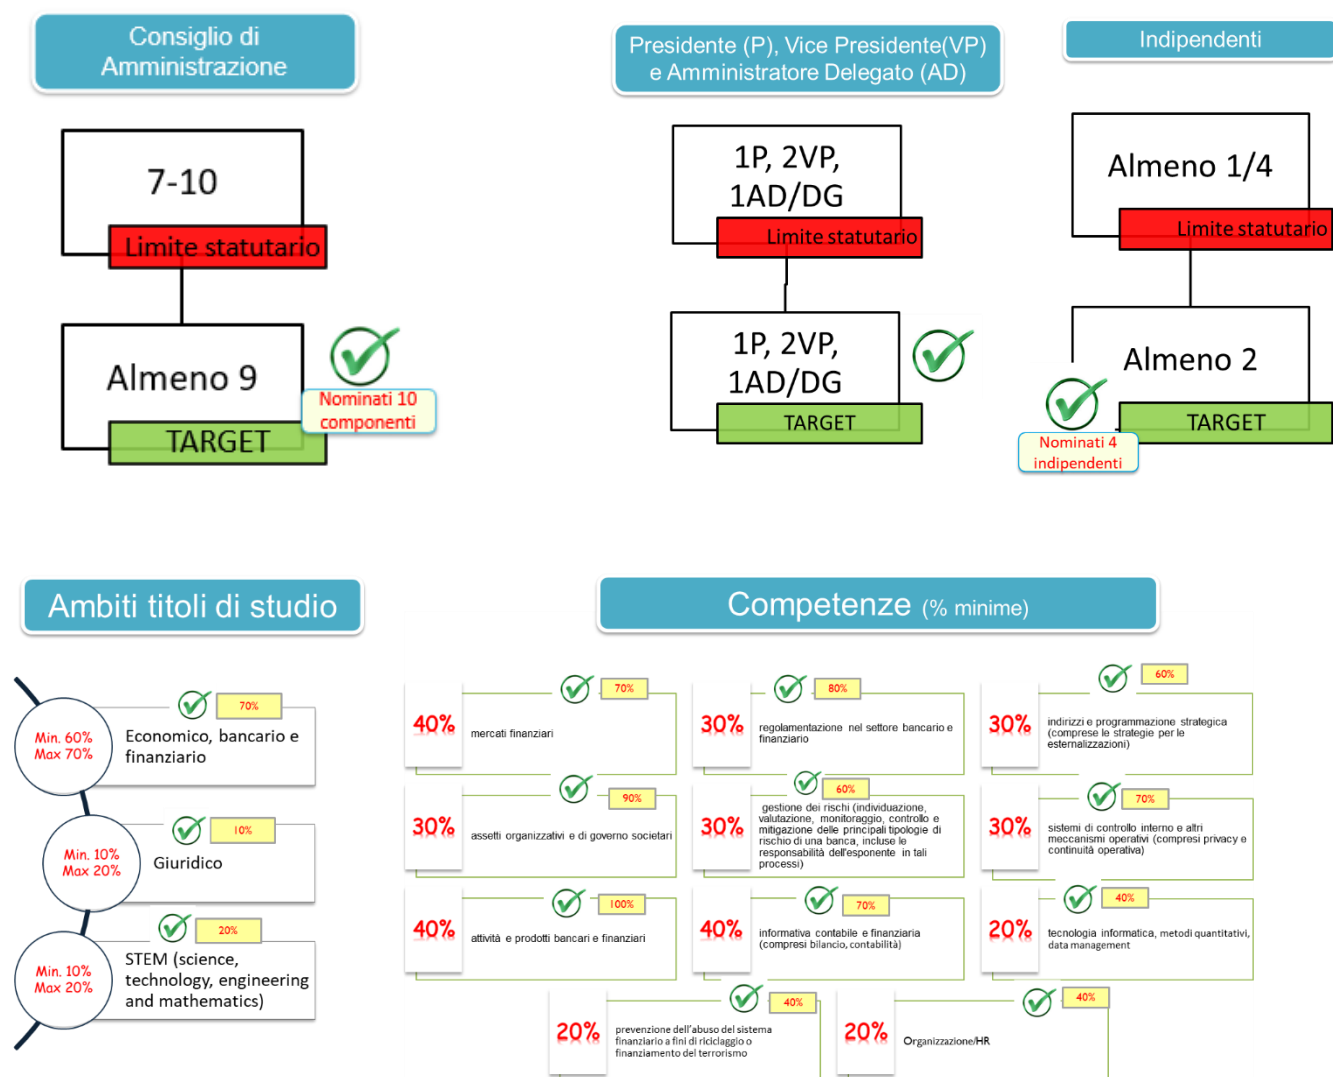 Consiglio di
Amministrazione
7-10
Limite statutario
Almeno 9
Nominati 10
componenti
TARGET
Presidente (P), Vice Presidente(VP)
e Amministratore Delegato (AD)
1P, 2VP,
1AD/DG
Limite statutario
1P, 2VP,
1AD/DG
TARGET
Indipendenti
Almeno 1/4
Limite statutario
Almeno 2
Nominati 4
indipendenti
TARGET
Ambiti titoli di studio
70%
Min. 60%
Max 70%
Economico, bancario e
finanziario
10%
Min. 10%
Max 20%
Giuridico
20%
Min. 10%
Max 20%
STEM (science,
technology, engineering
and mathematics)
Competenze (% minime)
70%
40%
mercati finanziari
80%
30%
regolamentazione nel settore bancario e
finanziario
60%
30%
indirizzi e programmazione strategica
(comprese le strategie per le
esternalizzazioni)
90%
30%
assetti organizzativi e di governo societari
60%
30%
gestione dei rischi (individuazione,
valutazione, monitoraggio, controllo e
mitigazione delle principali tipologie di
rischio di una banca, incluse le
responsabilità dell'esponente in tali
processi)
70%
30%
sistemi di controllo interno e altri
meccanismi operativi (compresi privacy e
continuità operativa)
100%
40%
attività e prodotti bancari e finanziari
70%
40%
informativa contabile e finanziaria
(compresi bilancio, contabilità)
40%
20%
tecnologia informatica, metodi quantitativi,
data management
40%
20%
prevenzione dell'abuso del sistema
finanziario a fini di riciclaggio o
finanziamento del terrorismo
40%
20%
Organizzazione/HR